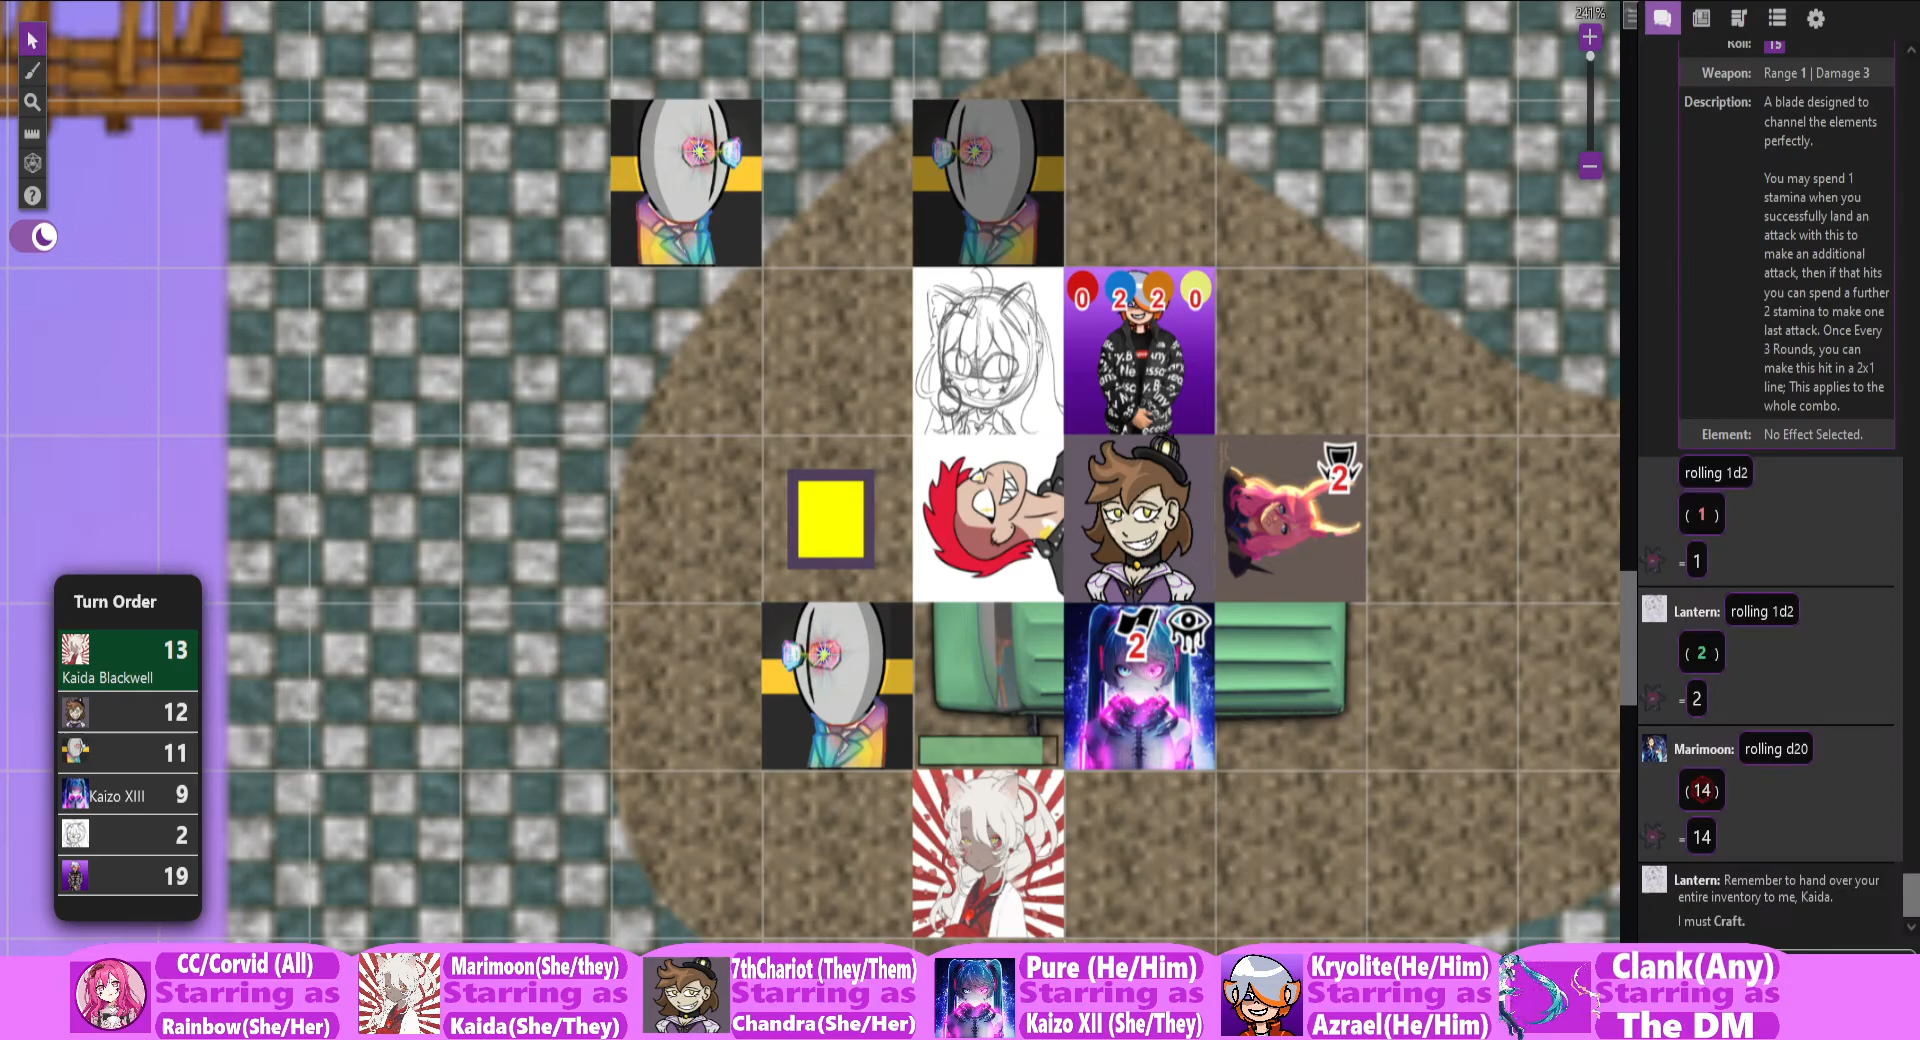 241%
Roll: 15
Weapon: Range 1 | Damage 3
Description: A blade designed to
channel the elements
perfectly.
You may spend 1
stamina when you
successfully land an
attack with this to
make an additional
attack, then if that hits
you can spend a further
2 stamina to make one
last attack. Once Every
3 Rounds, you can
make this hit in a 2x1
line; This applies to the
whole combo.
Element: No Effect Selected.
rolling 1d2
( 1 )
= 1
Lantern: rolling 1d2
( 2 )
= 2
Marimoon: rolling d20
( 14 )
= 14
Lantern: Remember to hand over your
entire inventory to me, Kaida.
I must Craft.
0 2 2 0
2
2
Turn Order
13
Kaida Blackwell
12
11
Kaizo XIII 9
2
19
CC/Corvid (All)
Starring as
Rainbow(She/Her)
Marimoon(She/they)
Starring as
Kaida(She/They)
7thChariot (They/Them)
Starring as
Chandra(She/Her)
Pure (He/Him)
Starring as
Kaizo XII (She/They)
Kryolite(He/Him)
Starring as
Azrael(He/Him)
Clank(Any)
Starring as
The DM